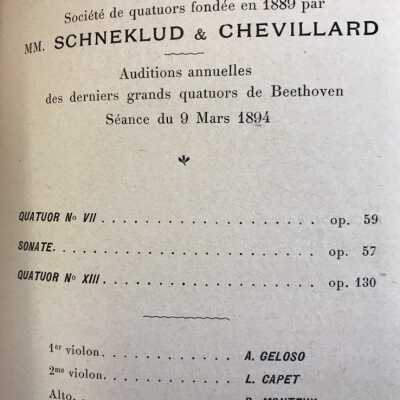 Société de quatuors fondée en 1889 par
MM. SCHNEKLUD & CHEVILLARD
Auditions annuelles
des derniers grands quatuors de Beethoven
Séance du 9 Mars 1894
QUATUOR No VII . . . . . . . . . . . . . . . . . . op. 59
SONATE. . . . . . . . . . . . . . . . . . . . . . op. 57
QUATUOR No XIII . . . . . . . . . . . . . . . . . op. 130
1er violon. . . . . . . . . . . . A. GELOSO
2me violon. . . . . . . . . . . . L. CAPET
Alto.